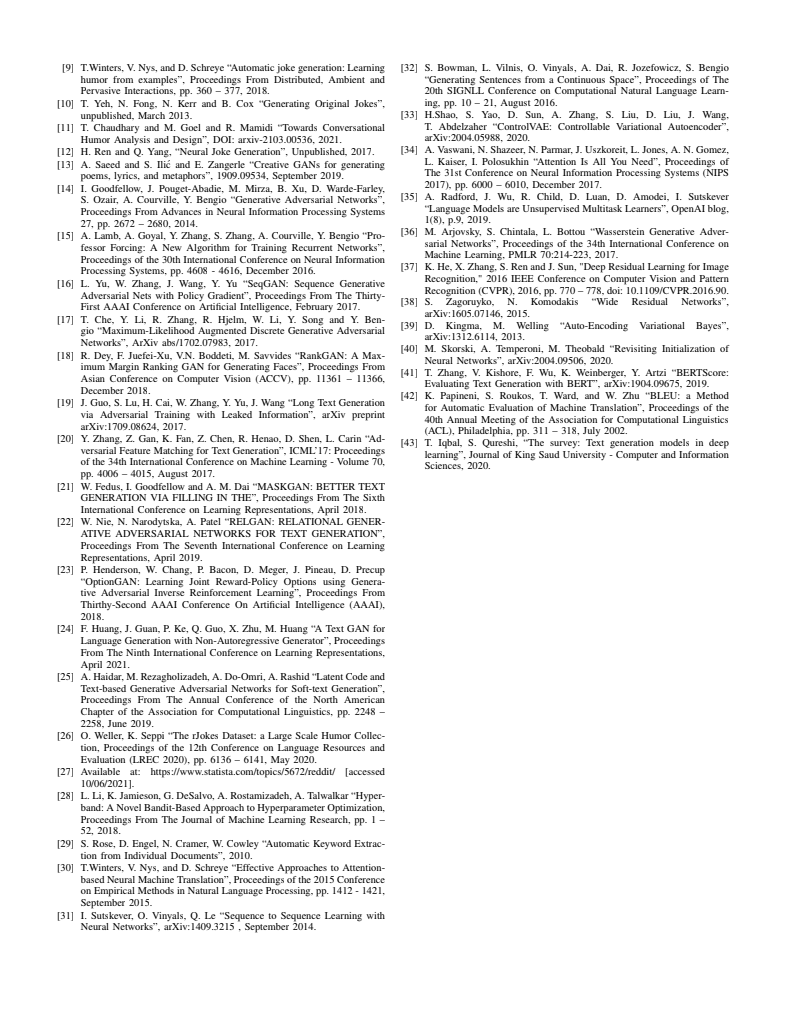 [9] T.Winters, V. Nys, and D. Schreye “Automatic joke generation: Learning
humor from examples”, Proceedings From Distributed, Ambient and
Pervasive Interactions, pp. 360 – 377, 2018.
[10] T. Yeh, N. Fong, N. Kerr and B. Cox “Generating Original Jokes”,
unpublished, March 2013.
[11] T. Chaudhary and M. Goel and R. Mamidi “Towards Conversational
Humor Analysis and Design”, DOI: arxiv-2103.00536, 2021.
[12] H. Ren and Q. Yang, “Neural Joke Generation”, Unpublished, 2017.
[13] A. Saeed and S. Ilić and E. Zangerle “Creative GANs for generating
poems, lyrics, and metaphors”, 1909.09534, September 2019.
[14] I. Goodfellow, J. Pouget-Abadie, M. Mirza, B. Xu, D. Warde-Farley,
S. Ozair, A. Courville, Y. Bengio “Generative Adversarial Networks”,
Proceedings From Advances in Neural Information Processing Systems
27, pp. 2672 – 2680, 2014.
[15] A. Lamb, A. Goyal, Y. Zhang, S. Zhang, A. Courville, Y. Bengio “Pro-
fessor Forcing: A New Algorithm for Training Recurrent Networks”,
Proceedings of the 30th International Conference on Neural Information
Processing Systems, pp. 4608 - 4616, December 2016.
[16] L. Yu, W. Zhang, J. Wang, Y. Yu “SeqGAN: Sequence Generative
Adversarial Nets with Policy Gradient”, Proceedings From The Thirty-
First AAAI Conference on Artificial Intelligence, February 2017.
[17] T. Che, Y. Li, R. Zhang, R. Hjelm, W. Li, Y. Song and Y. Ben-
gio “Maximum-Likelihood Augmented Discrete Generative Adversarial
Networks”, ArXiv abs/1702.07983, 2017.
[18] R. Dey, F. Juefei-Xu, V.N. Boddeti, M. Savvides “RankGAN: A Max-
imum Margin Ranking GAN for Generating Faces”, Proceedings From
Asian Conference on Computer Vision (ACCV), pp. 11361 – 11366,
December 2018.
[19] J. Guo, S. Lu, H. Cai, W. Zhang, Y. Yu, J. Wang “Long Text Generation
via Adversarial Training with Leaked Information”, arXiv preprint
arXiv:1709.08624, 2017.
[20] Y. Zhang, Z. Gan, K. Fan, Z. Chen, R. Henao, D. Shen, L. Carin “Ad-
versarial Feature Matching for Text Generation”, ICML’17: Proceedings
of the 34th International Conference on Machine Learning - Volume 70,
pp. 4006 – 4015, August 2017.
[21] W. Fedus, I. Goodfellow and A. M. Dai “MASKGAN: BETTER TEXT
GENERATION VIA FILLING IN THE”, Proceedings From The Sixth
International Conference on Learning Representations, April 2018.
[22] W. Nie, N. Narodytska, A. Patel “RELGAN: RELATIONAL GENER-
ATIVE ADVERSARIAL NETWORKS FOR TEXT GENERATION”,
Proceedings From The Seventh International Conference on Learning
Representations, April 2019.
[23] P. Henderson, W. Chang, P. Bacon, D. Meger, J. Pineau, D. Precup
“OptionGAN: Learning Joint Reward-Policy Options using Genera-
tive Adversarial Inverse Reinforcement Learning”, Proceedings From
Thirthy-Second AAAI Conference On Artificial Intelligence (AAAI),
2018.
[24] F. Huang, J. Guan, P. Ke, Q. Guo, X. Zhu, M. Huang “A Text GAN for
Language Generation with Non-Autoregressive Generator”, Proceedings
From The Ninth International Conference on Learning Representations,
April 2021.
[25] A. Haidar, M. Rezagholizadeh, A. Do-Omri, A. Rashid “Latent Code and
Text-based Generative Adversarial Networks for Soft-text Generation”,
Proceedings From The Annual Conference of the North American
Chapter of the Association for Computational Linguistics, pp. 2248 –
2258, June 2019.
[26] O. Weller, K. Seppi “The rJokes Dataset: a Large Scale Humor Collec-
tion, Proceedings of the 12th Conference on Language Resources and
Evaluation (LREC 2020), pp. 6136 – 6141, May 2020.
[27] Available at: https://www.statista.com/topics/5672/reddit/ [accessed
10/06/2021].
[28] L. Li, K. Jamieson, G. DeSalvo, A. Rostamizadeh, A. Talwalkar “Hyper-
band: A Novel Bandit-Based Approach to Hyperparameter Optimization,
Proceedings From The Journal of Machine Learning Research, pp. 1 –
52, 2018.
[29] S. Rose, D. Engel, N. Cramer, W. Cowley “Automatic Keyword Extrac-
tion from Individual Documents”, 2010.
[30] T.Winters, V. Nys, and D. Schreye “Effective Approaches to Attention-
based Neural Machine Translation”, Proceedings of the 2015 Conference
on Empirical Methods in Natural Language Processing, pp. 1412 - 1421,
September 2015.
[31] I. Sutskever, O. Vinyals, Q. Le “Sequence to Sequence Learning with
Neural Networks”, arXiv:1409.3215 , September 2014.
[32] S. Bowman, L. Vilnis, O. Vinyals, A. Dai, R. Jozefowicz, S. Bengio
“Generating Sentences from a Continuous Space”, Proceedings of The
20th SIGNLL Conference on Computational Natural Language Learn-
ing, pp. 10 – 21, August 2016.
[33] H.Shao, S. Yao, D. Sun, A. Zhang, S. Liu, D. Liu, J. Wang,
T. Abdelzaher “ControlVAE: Controllable Variational Autoencoder”,
arXiv:2004.05988, 2020.
[34] A. Vaswani, N. Shazeer, N. Parmar, J. Uszkoreit, L. Jones, A. N. Gomez,
L. Kaiser, I. Polosukhin “Attention Is All You Need”, Proceedings of
The 31st Conference on Neural Information Processing Systems (NIPS
2017), pp. 6000 – 6010, December 2017.
[35] A. Radford, J. Wu, R. Child, D. Luan, D. Amodei, I. Sutskever
“Language Models are Unsupervised Multitask Learners”, OpenAI blog,
1(8), p.9, 2019.
[36] M. Arjovsky, S. Chintala, L. Bottou “Wasserstein Generative Adver-
sarial Networks”, Proceedings of the 34th International Conference on
Machine Learning, PMLR 70:214-223, 2017.
[37] K. He, X. Zhang, S. Ren and J. Sun, "Deep Residual Learning for Image
Recognition," 2016 IEEE Conference on Computer Vision and Pattern
Recognition (CVPR), 2016, pp. 770 – 778, doi: 10.1109/CVPR.2016.90.
[38] S. Zagoruyko, N. Komodakis “Wide Residual Networks”,
arXiv:1605.07146, 2015.
[39] D. Kingma, M. Welling “Auto-Encoding Variational Bayes”,
arXiv:1312.6114, 2013.
[40] M. Skorski, A. Temperoni, M. Theobald “Revisiting Initialization of
Neural Networks”, arXiv:2004.09506, 2020.
[41] T. Zhang, V. Kishore, F. Wu, K. Weinberger, Y. Artzi “BERTScore:
Evaluating Text Generation with BERT”, arXiv:1904.09675, 2019.
[42] K. Papineni, S. Roukos, T. Ward, and W. Zhu “BLEU: a Method
for Automatic Evaluation of Machine Translation”, Proceedings of the
40th Annual Meeting of the Association for Computational Linguistics
(ACL), Philadelphia, pp. 311 – 318, July 2002.
[43] T. Iqbal, S. Qureshi, “The survey: Text generation models in deep
learning”, Journal of King Saud University - Computer and Information
Sciences, 2020.